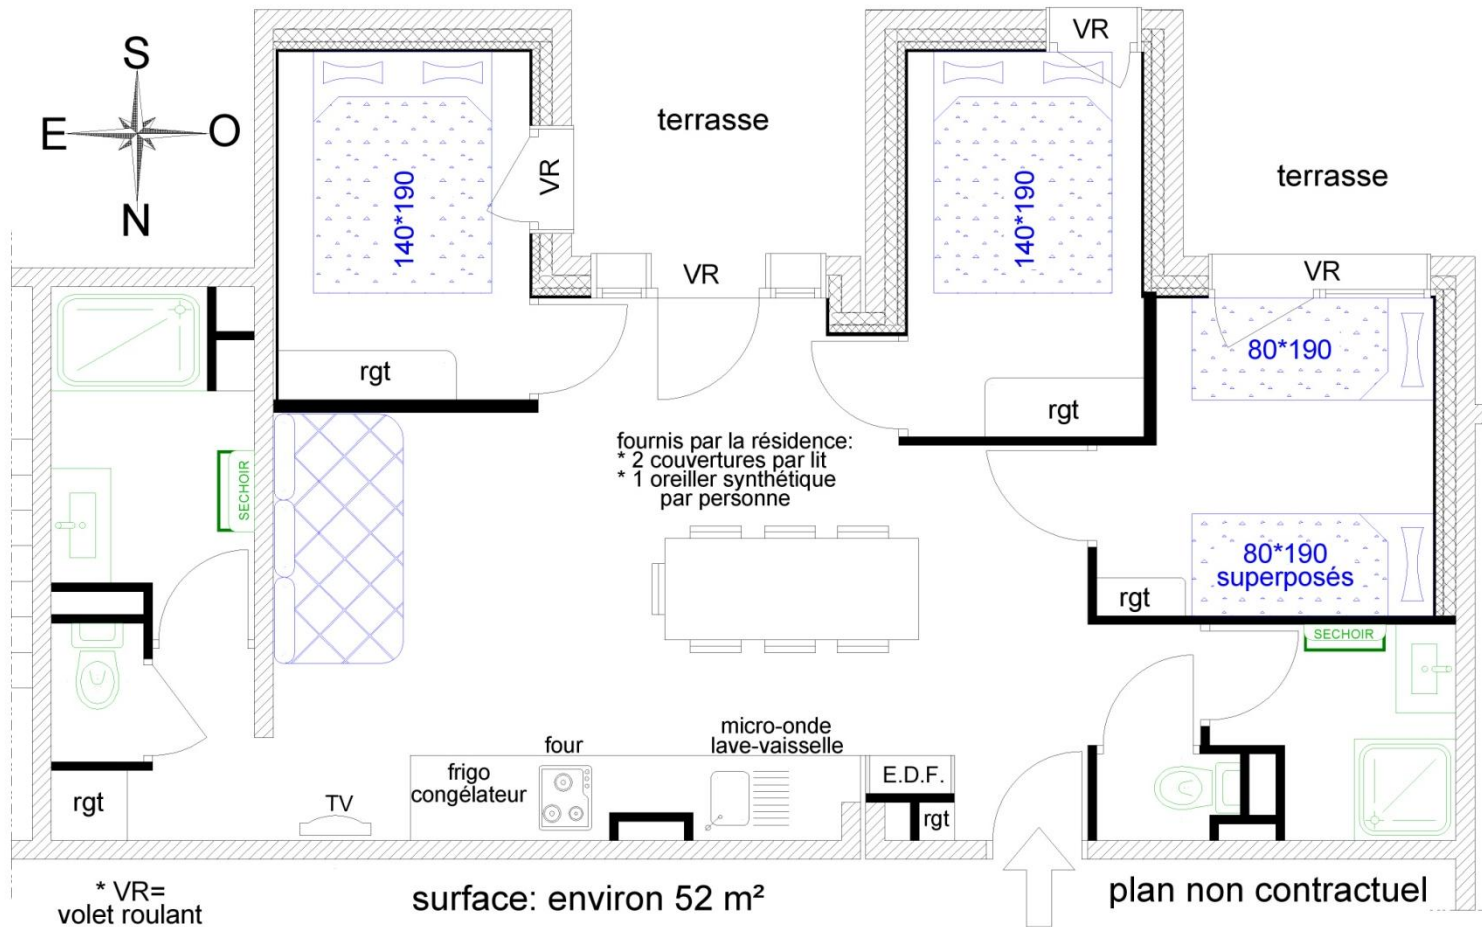 S
E
O
N
VR
terrasse
terrasse
VR
140*190
140*190
VR
VR
80*190
rgt
rgt
fournis par la résidence:
* 2 couvertures par lit
* 1 oreiller synthétique
par personne
SECHOIR
80*190
superposés
rgt
SECHOIR
micro-onde
lave-vaisselle
four
frigo
congélateur
E.D.F.
rgt
TV
rgt
* VR=
volet roulant
surface: environ 52 m²
plan non contractuel